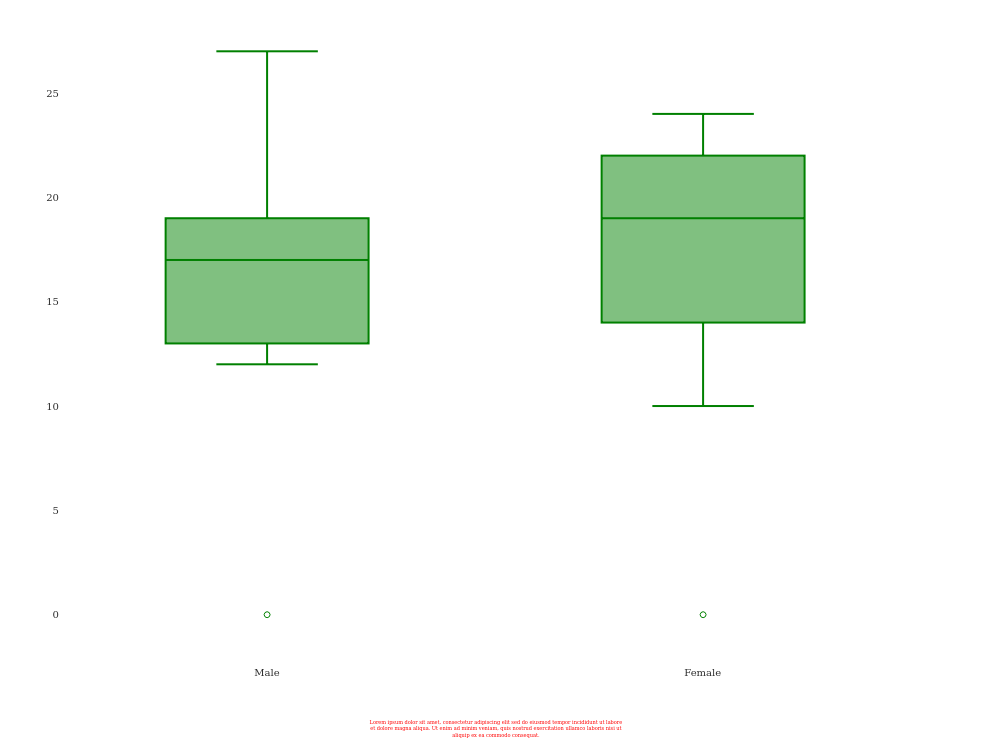 25
20
15
10
5
0
Male
Female
Lorem ipsum dolor sit amet, consectetur adipiscing elit sed do eiusmod tempor incididunt ut labore
et dolore magna aliqua. Ut enim ad minim veniam, quis nostrud exercitation ullamco laboris nisi ut
aliquip ex ea commodo consequat.